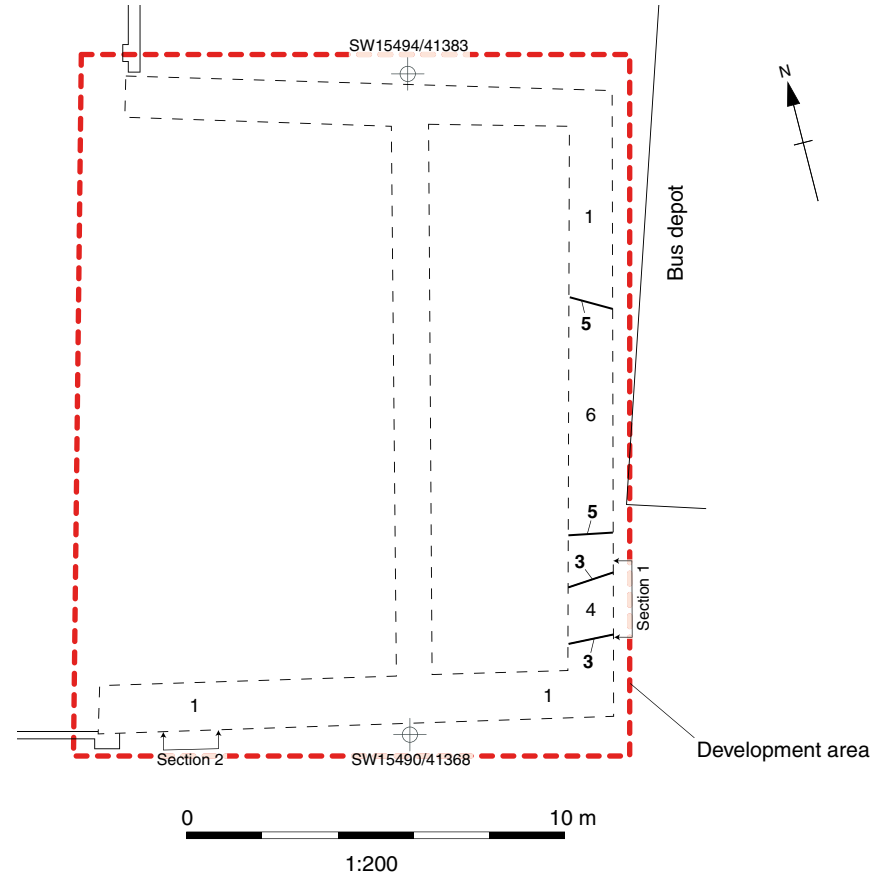 SW15494/41383
N
Bus depot
1
5
6
5
3
4
3
Section 1
1
1
Section 2
SW15490/41368
Development area
0
10 m
1:200